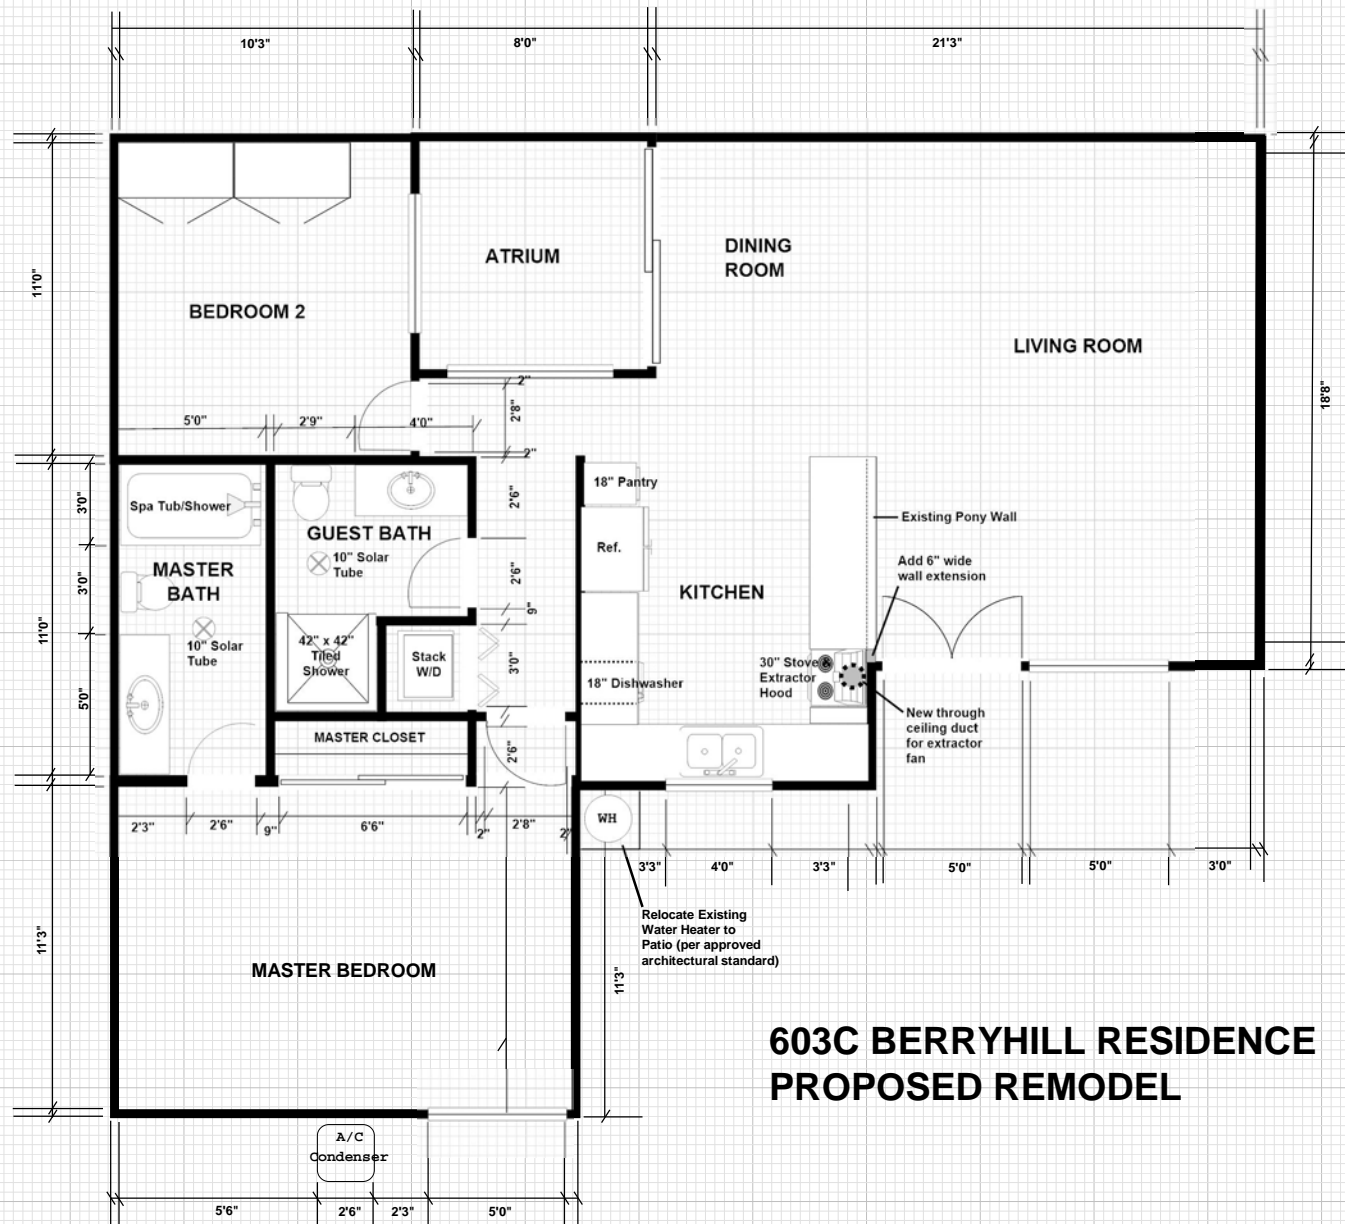 10'3"
8'0"
21'3"
11'0"
18'8"
ATRIUM
DINING
ROOM
BEDROOM 2
LIVING ROOM
2"
2'8"
5'0"
2'9"
4'0"
2"
18" Pantry
Spa Tub/Shower
3'0"
2'6"
Existing Pony Wall
GUEST BATH
10" Solar
Tube
Ref.
Add 6" wide
wall extension
MASTER
BATH
3'0"
2'6"
9"
KITCHEN
11'0"
10" Solar
Tube
42" x 42"
Tiled
Shower
Stack
W/D
3'0"
30" Stove
Extractor
Hood
18" Dishwasher
5'0"
New through
ceiling duct
for extractor
fan
MASTER CLOSET
2'6"
2'3"
2'6"
9"
6'6"
2"
2'8"
2"
WH
3'3"
4'0"
3'3"
5'0"
5'0"
3'0"
Relocate Existing
Water Heater to
Patio (per approved
architectural standard)
11'3"
MASTER BEDROOM
11'3"
603C BERRYHILL RESIDENCE
PROPOSED REMODEL
A/C
Condenser
5'6"
2'6"
2'3"
5'0"